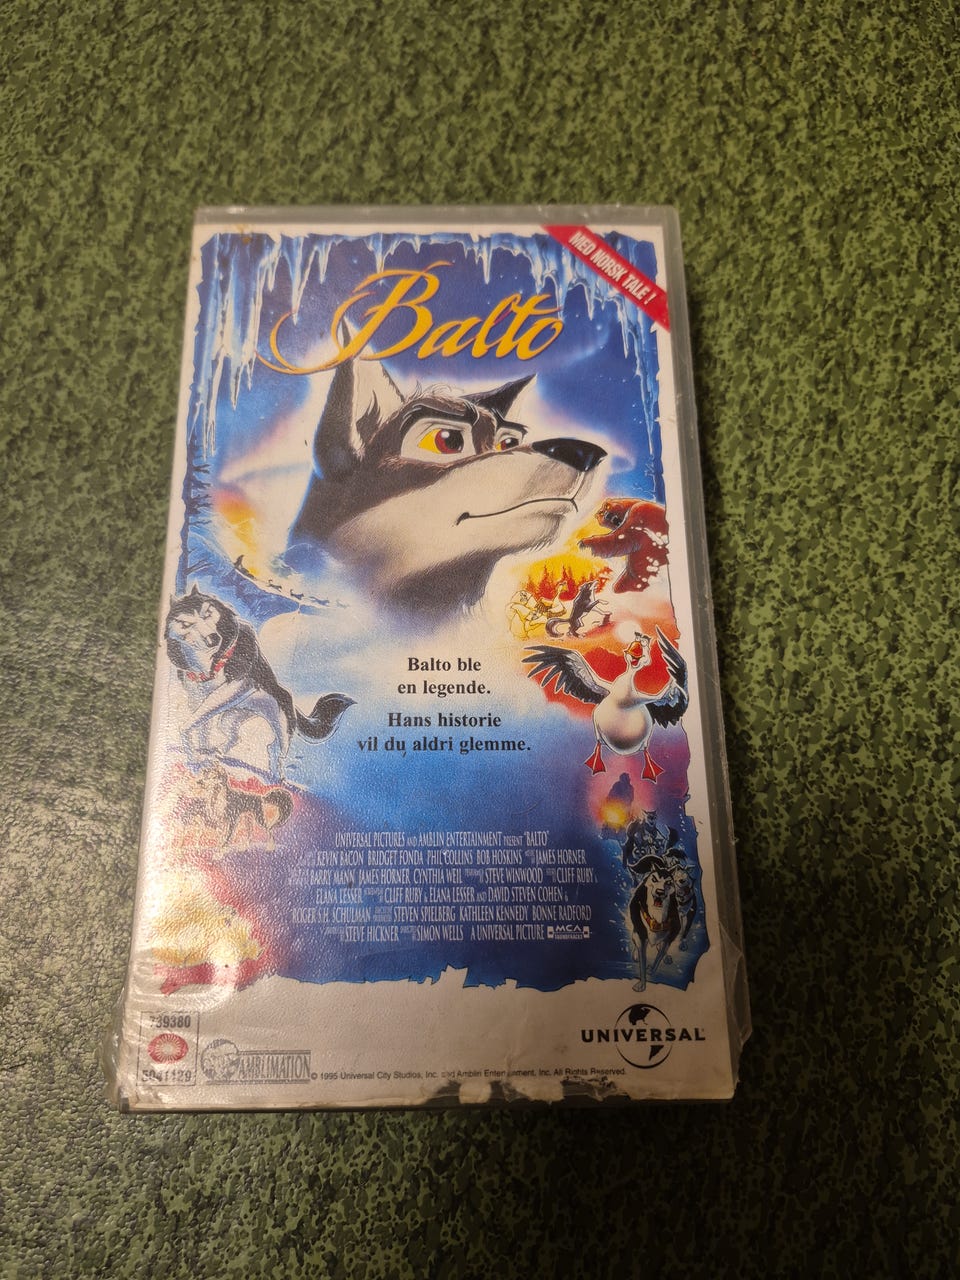 MED NORSK TALE!
Balto
Balto ble
en legende.
Hans historie
vil du aldri glemme.
UNIVERSAL PICTURES AND AMBLIN ENTERTAINMENT PRESENT "BALTO"
KEVIN BACON BRIDGET FONDA PHIL COLLINS BOB HOSKINS JAMES HORNER
BARRY MANN, JAMES HORNER, CYNTHIA WEIL STEVE WINWOOD CLIFF RUBY,
ELANA LESSER CLIFF RUBY & ELANA LESSER AND DAVID STEVEN COHEN &
ROGER S.H. SCHULMAN STEVEN SPIELBERG KATHLEEN KENNEDY BONNE RADFORD
STEVE HICKNER SIMON WELLS A UNIVERSAL PICTURE MCA SOUNDTRACKS
739380
5041129
AMBLIMATION
© 1995 Universal City Studios, Inc. and Amblin Entertainment, Inc. All Rights Reserved.
UNIVERSAL